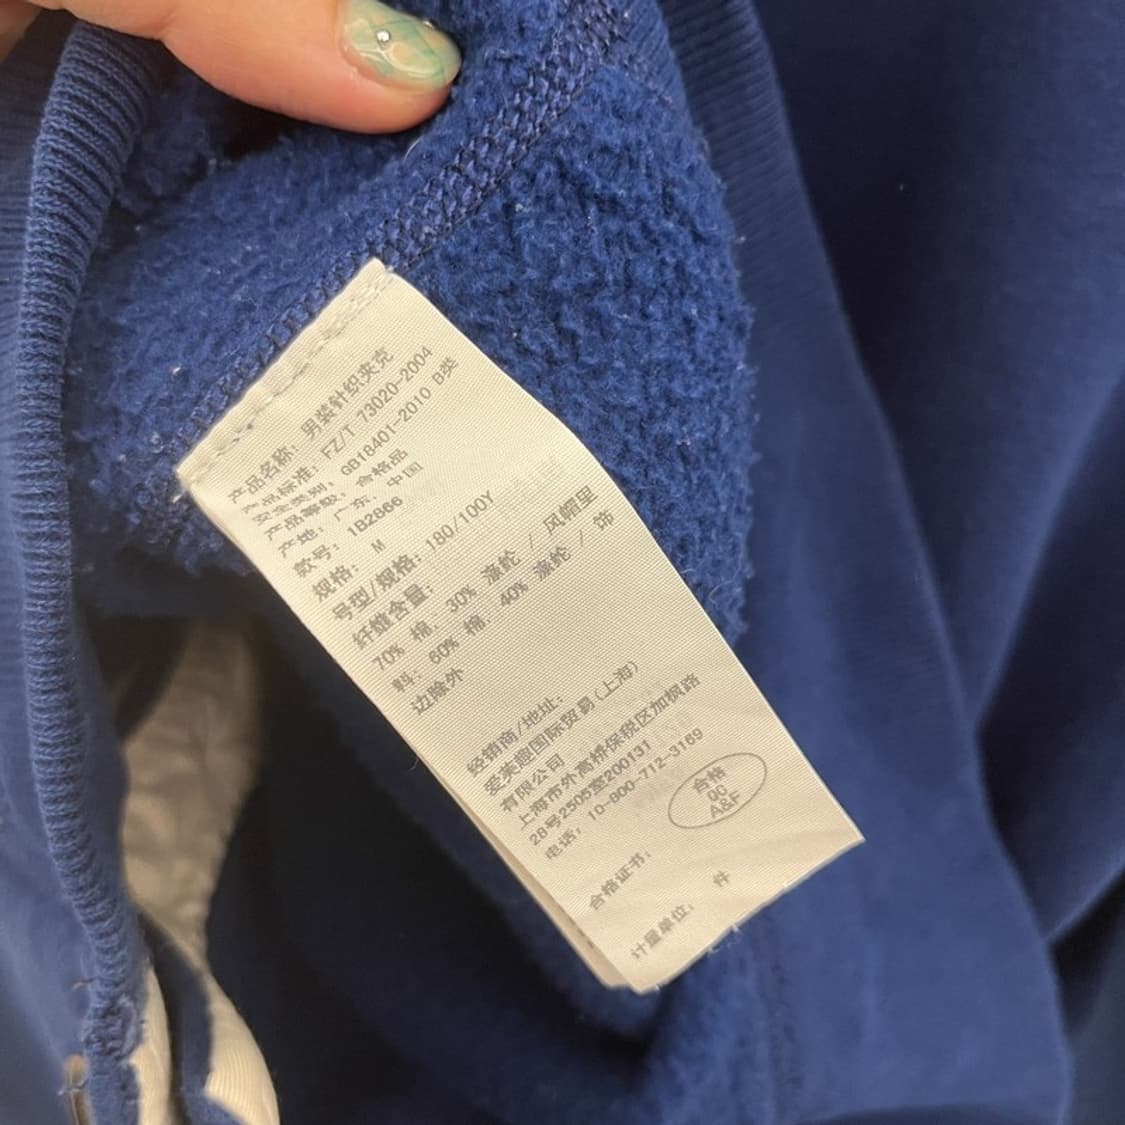 产品名称: 男装针织夹克
产品标准: FZ/T 73020-2004
安全类别: GB18401-2010 B类
产品等级: 合格品
产地: 广东, 中国
款号: 1B2866
规格: M
号型/规格: 180/100Y
纤维含量:
70% 棉, 30% 涤纶 / 风帽里
料: 60% 棉, 40% 涤纶 / 饰
边除外
经销商/地址:
爱芙趣国际贸易(上海)
有限公司
上海市外高桥保税区加枫路
28号2505室200131
电话: 10-800-712-3169
合格
QC
A&F
合格证书:
计量单位: 件